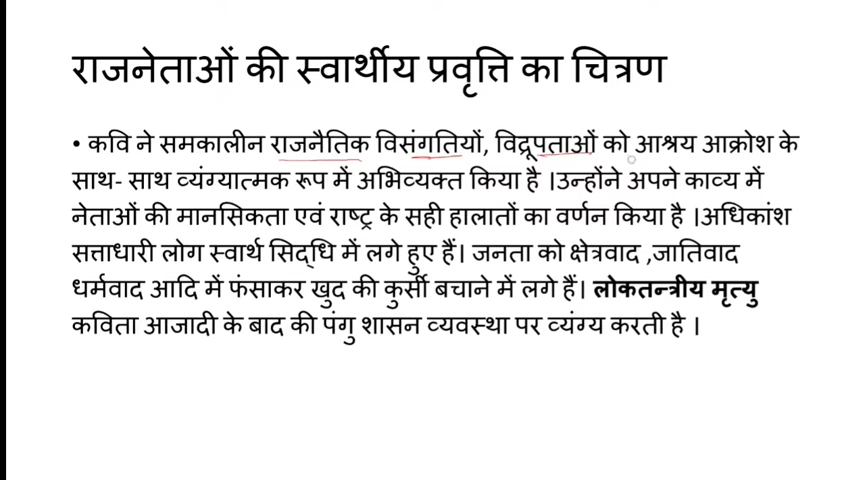 राजनेताओं की स्वार्थीय प्रवृत्ति का चित्रण
• कवि ने समकालीन राजनैतिक विसंगतियों, विद्रूपताओं को आश्रय आक्रोश के
साथ- साथ व्यंग्यात्मक रूप में अभिव्यक्त किया है ।उन्होंने अपने काव्य में
नेताओं की मानसिकता एवं राष्ट्र के सही हालातों का वर्णन किया है ।अधिकांश
सत्ताधारी लोग स्वार्थ सिद्धि में लगे हुए हैं। जनता को क्षेत्रवाद ,जातिवाद
धर्मवाद आदि में फंसाकर खुद की कुर्सी बचाने में लगे हैं। लोकतन्त्रीय मृत्यु
कविता आजादी के बाद की पंगु शासन व्यवस्था पर व्यंग्य करती है ।